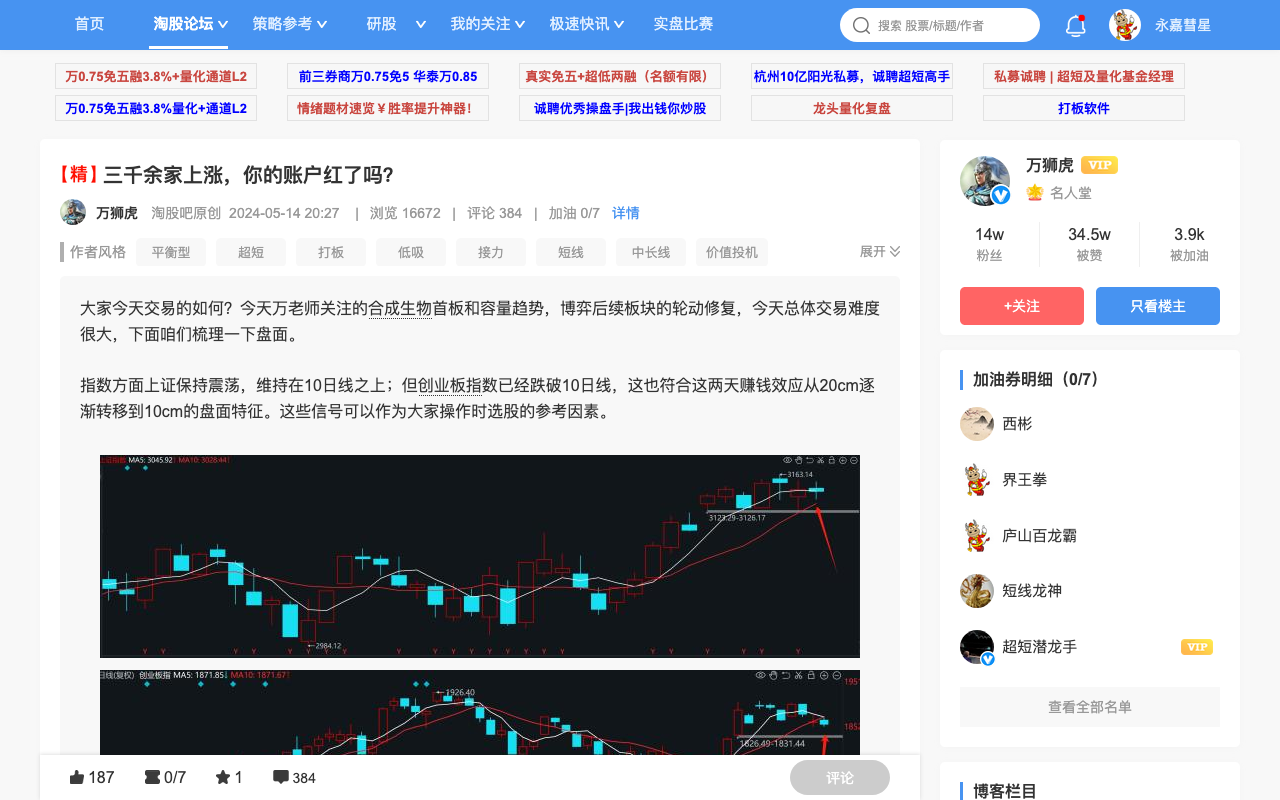 首页 淘股论坛 策略参考 研股 我的关注 极速快讯 实盘比赛 搜索 股票/标题/作者 永嘉彗星
万0.75免五融3.8%+量化通道L2 前三券商万0.75免5 华泰万0.85 真实免五+超低两融（名额有限） 杭州10亿阳光私募，诚聘超短高手 私募诚聘 | 超短及量化基金经理
万0.75免五融3.8%量化+通道L2 情绪题材速览￥胜率提升神器！ 诚聘优秀操盘手|我出钱你炒股 龙头量化复盘 打板软件
【精】三千余家上涨，你的账户红了吗?
万狮虎 淘股吧原创 2024-05-14 20:27 | 浏览 16672 | 评论 384 | 加油 0/7 详情
作者风格 平衡型 超短 打板 低吸 接力 短线 中长线 价值投机 展开
大家今天交易的如何？今天万老师关注的合成生物首板和容量趋势，博弈后续板块的轮动修复，今天总体交易难度
很大，下面咱们梳理一下盘面。
指数方面上证保持震荡，维持在10日线之上；但创业板指数已经跌破10日线，这也符合这两天赚钱效应从20cm逐
渐转移到10cm的盘面特征。这些信号可以作为大家操作时选股的参考因素。
上证指数 MA5: 3045.92↑ MA10: 3028.44↑
3163.14
3123.29-3126.17
2984.12
日线(复权) 创业板指 MA5: 1871.85↓ MA10: 1871.67↑
1951
1926.40
1852
1826.49-1831.44
187 0/7 1 384 评论
万狮虎 VIP
名人堂
14w 34.5w 3.9k
粉丝 被赞 被加油
+关注 只看楼主
加油券明细（0/7）
西彬
界王拳
庐山百龙霸
短线龙神
超短潜龙手 VIP
查看全部名单
博客栏目